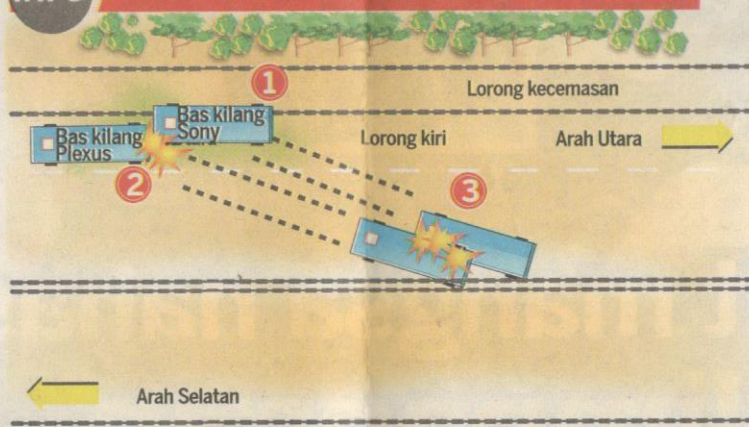 1
Lorong kecemasan
Bas kilang
Sony
Bas kilang
Plexus
Lorong kiri
Arah Utara
2
3
Arah Selatan